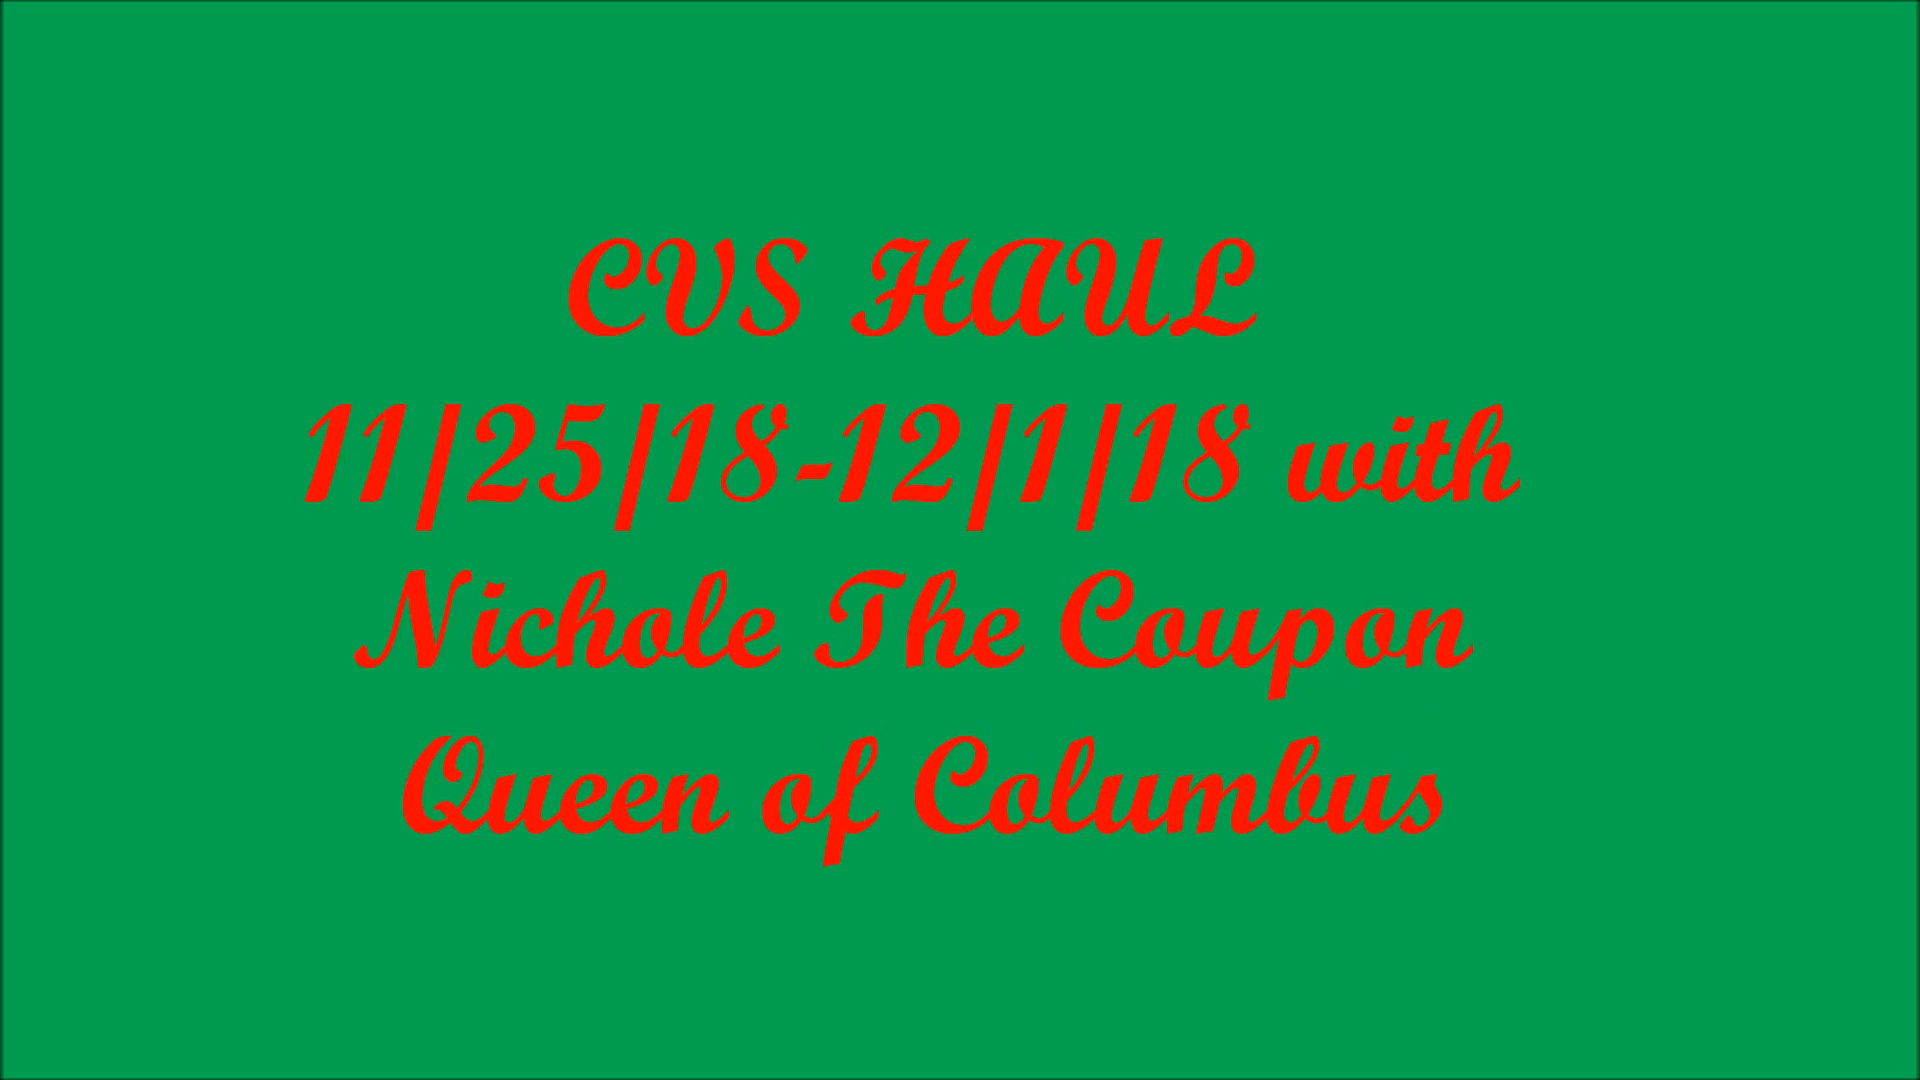 CVS HAUL
11/25/18-12/1/18 with
Nichole The Coupon
Queen of Columbus